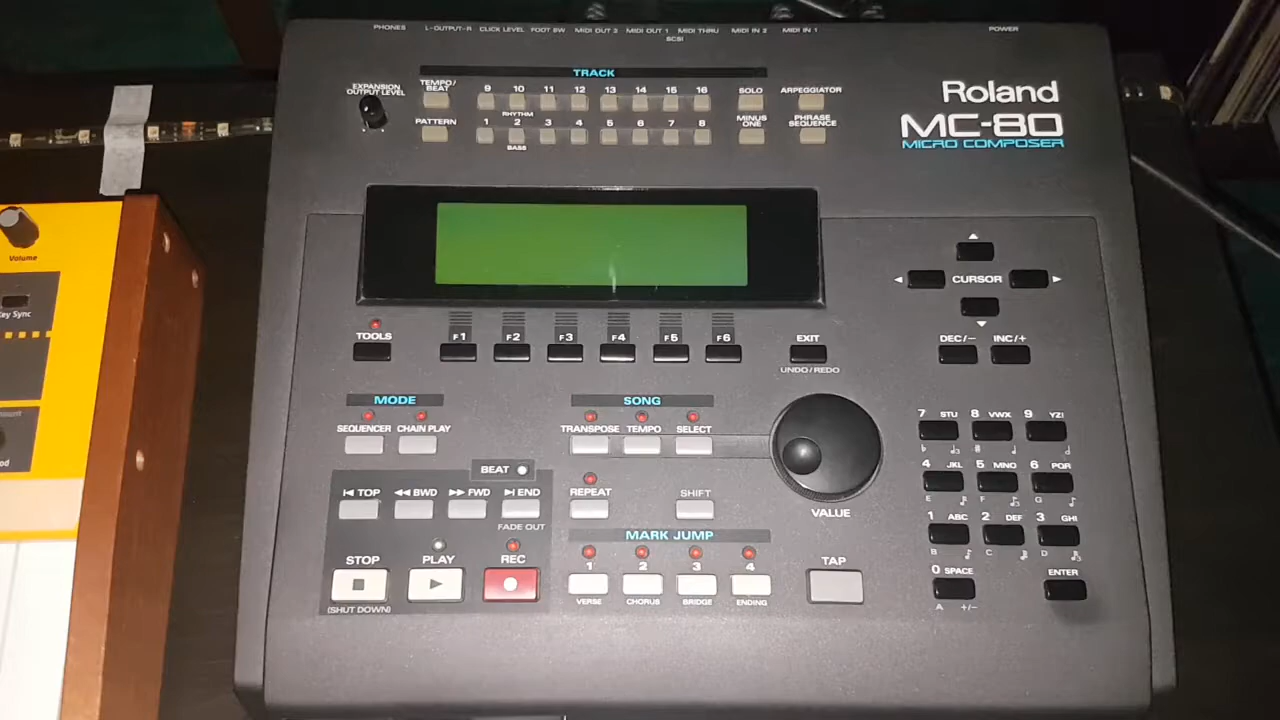 PHONES L-OUTPUT-R CLICK LEVEL FOOT SW MIDI OUT 2 MIDI OUT 1 MIDI THRU MIDI IN 2 MIDI IN 1 POWER
SCSI
TRACK
EXPANSION
OUTPUT LEVEL
TEMPO/
BEAT
9 10 11 12 13 14 15 16
SOLO
ARPEGGIATOR
PATTERN
RHYTHM
1 2 3 4 5 6 7 8
BASS
MINUS
ONE
PHRASE
SEQUENCE
Roland
MC-80
MICRO COMPOSER
Volume
Key Sync
CURSOR
TOOLS
F1 F2 F3 F4 F5 F6
EXIT
UNDO/REDO
DEC/– INC/+
MODE
SEQUENCER CHAIN PLAY
SONG
TRANSPOSE TEMPO SELECT
VALUE
BEAT
TOP BWD FWD END
FADE OUT
REPEAT
SHIFT
STOP PLAY REC
(SHUT DOWN)
MARK JUMP
1 2 3 4
VERSE CHORUS BRIDGE ENDING
TAP
7 STU 8 VWX 9 YZ!
4 JKL 5 MNO 6 PQR
E F G
1 ABC 2 DEF 3 GHI
B C D
0 SPACE
A +/–
ENTER